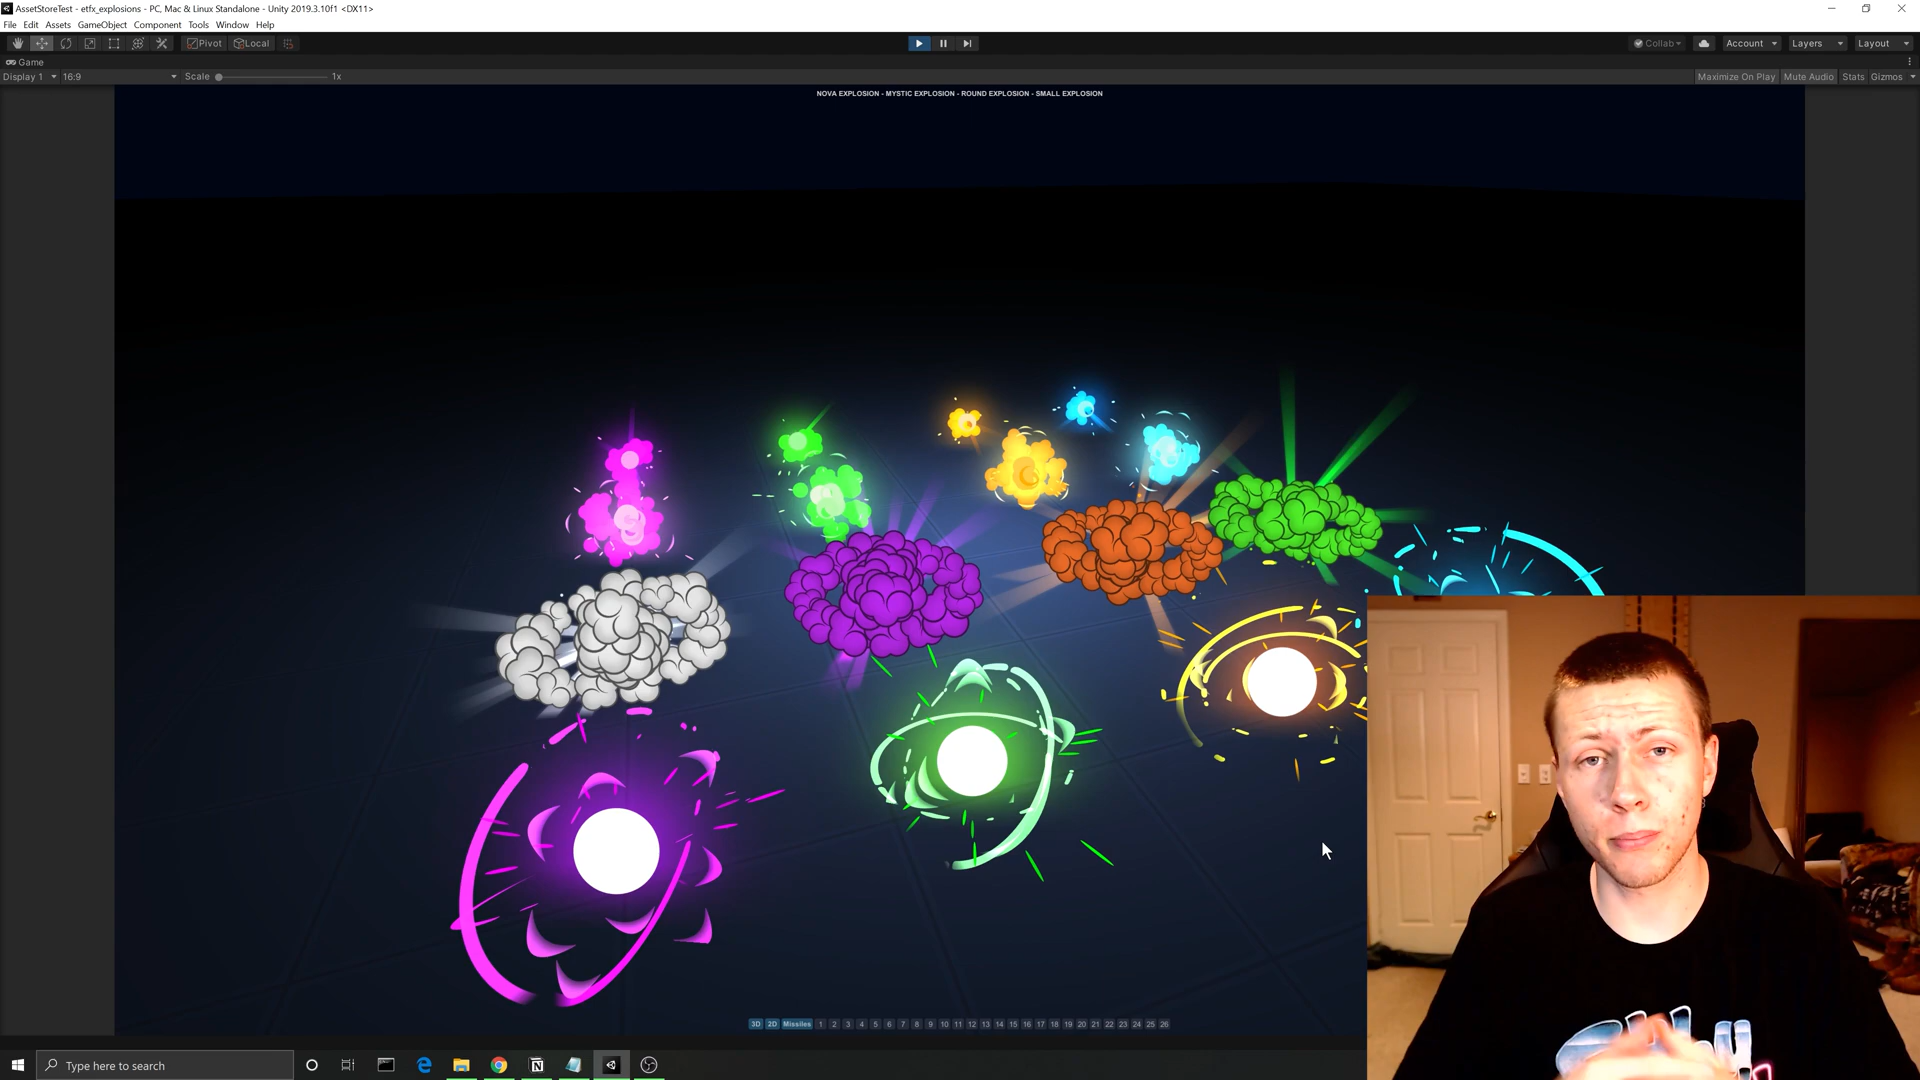 AssetStoreTest - etfx_explosions - PC, Mac & Linux Standalone - Unity 2019.3.10f1 <DX11>
File Edit Assets GameObject Component Tools Window Help
Pivot Local Collab Account Layers Layout
Game
Display 1 16:9 Scale 1x Maximize On Play Mute Audio Stats Gizmos
NOVA EXPLOSION - MYSTIC EXPLOSION - ROUND EXPLOSION - SMALL EXPLOSION
3D 2D Missiles 1 2 3 4 5 6 7 8 9 10 11 12 13 14 15 16 17 18 19 20 21 22 23 24 25 26
Type here to search